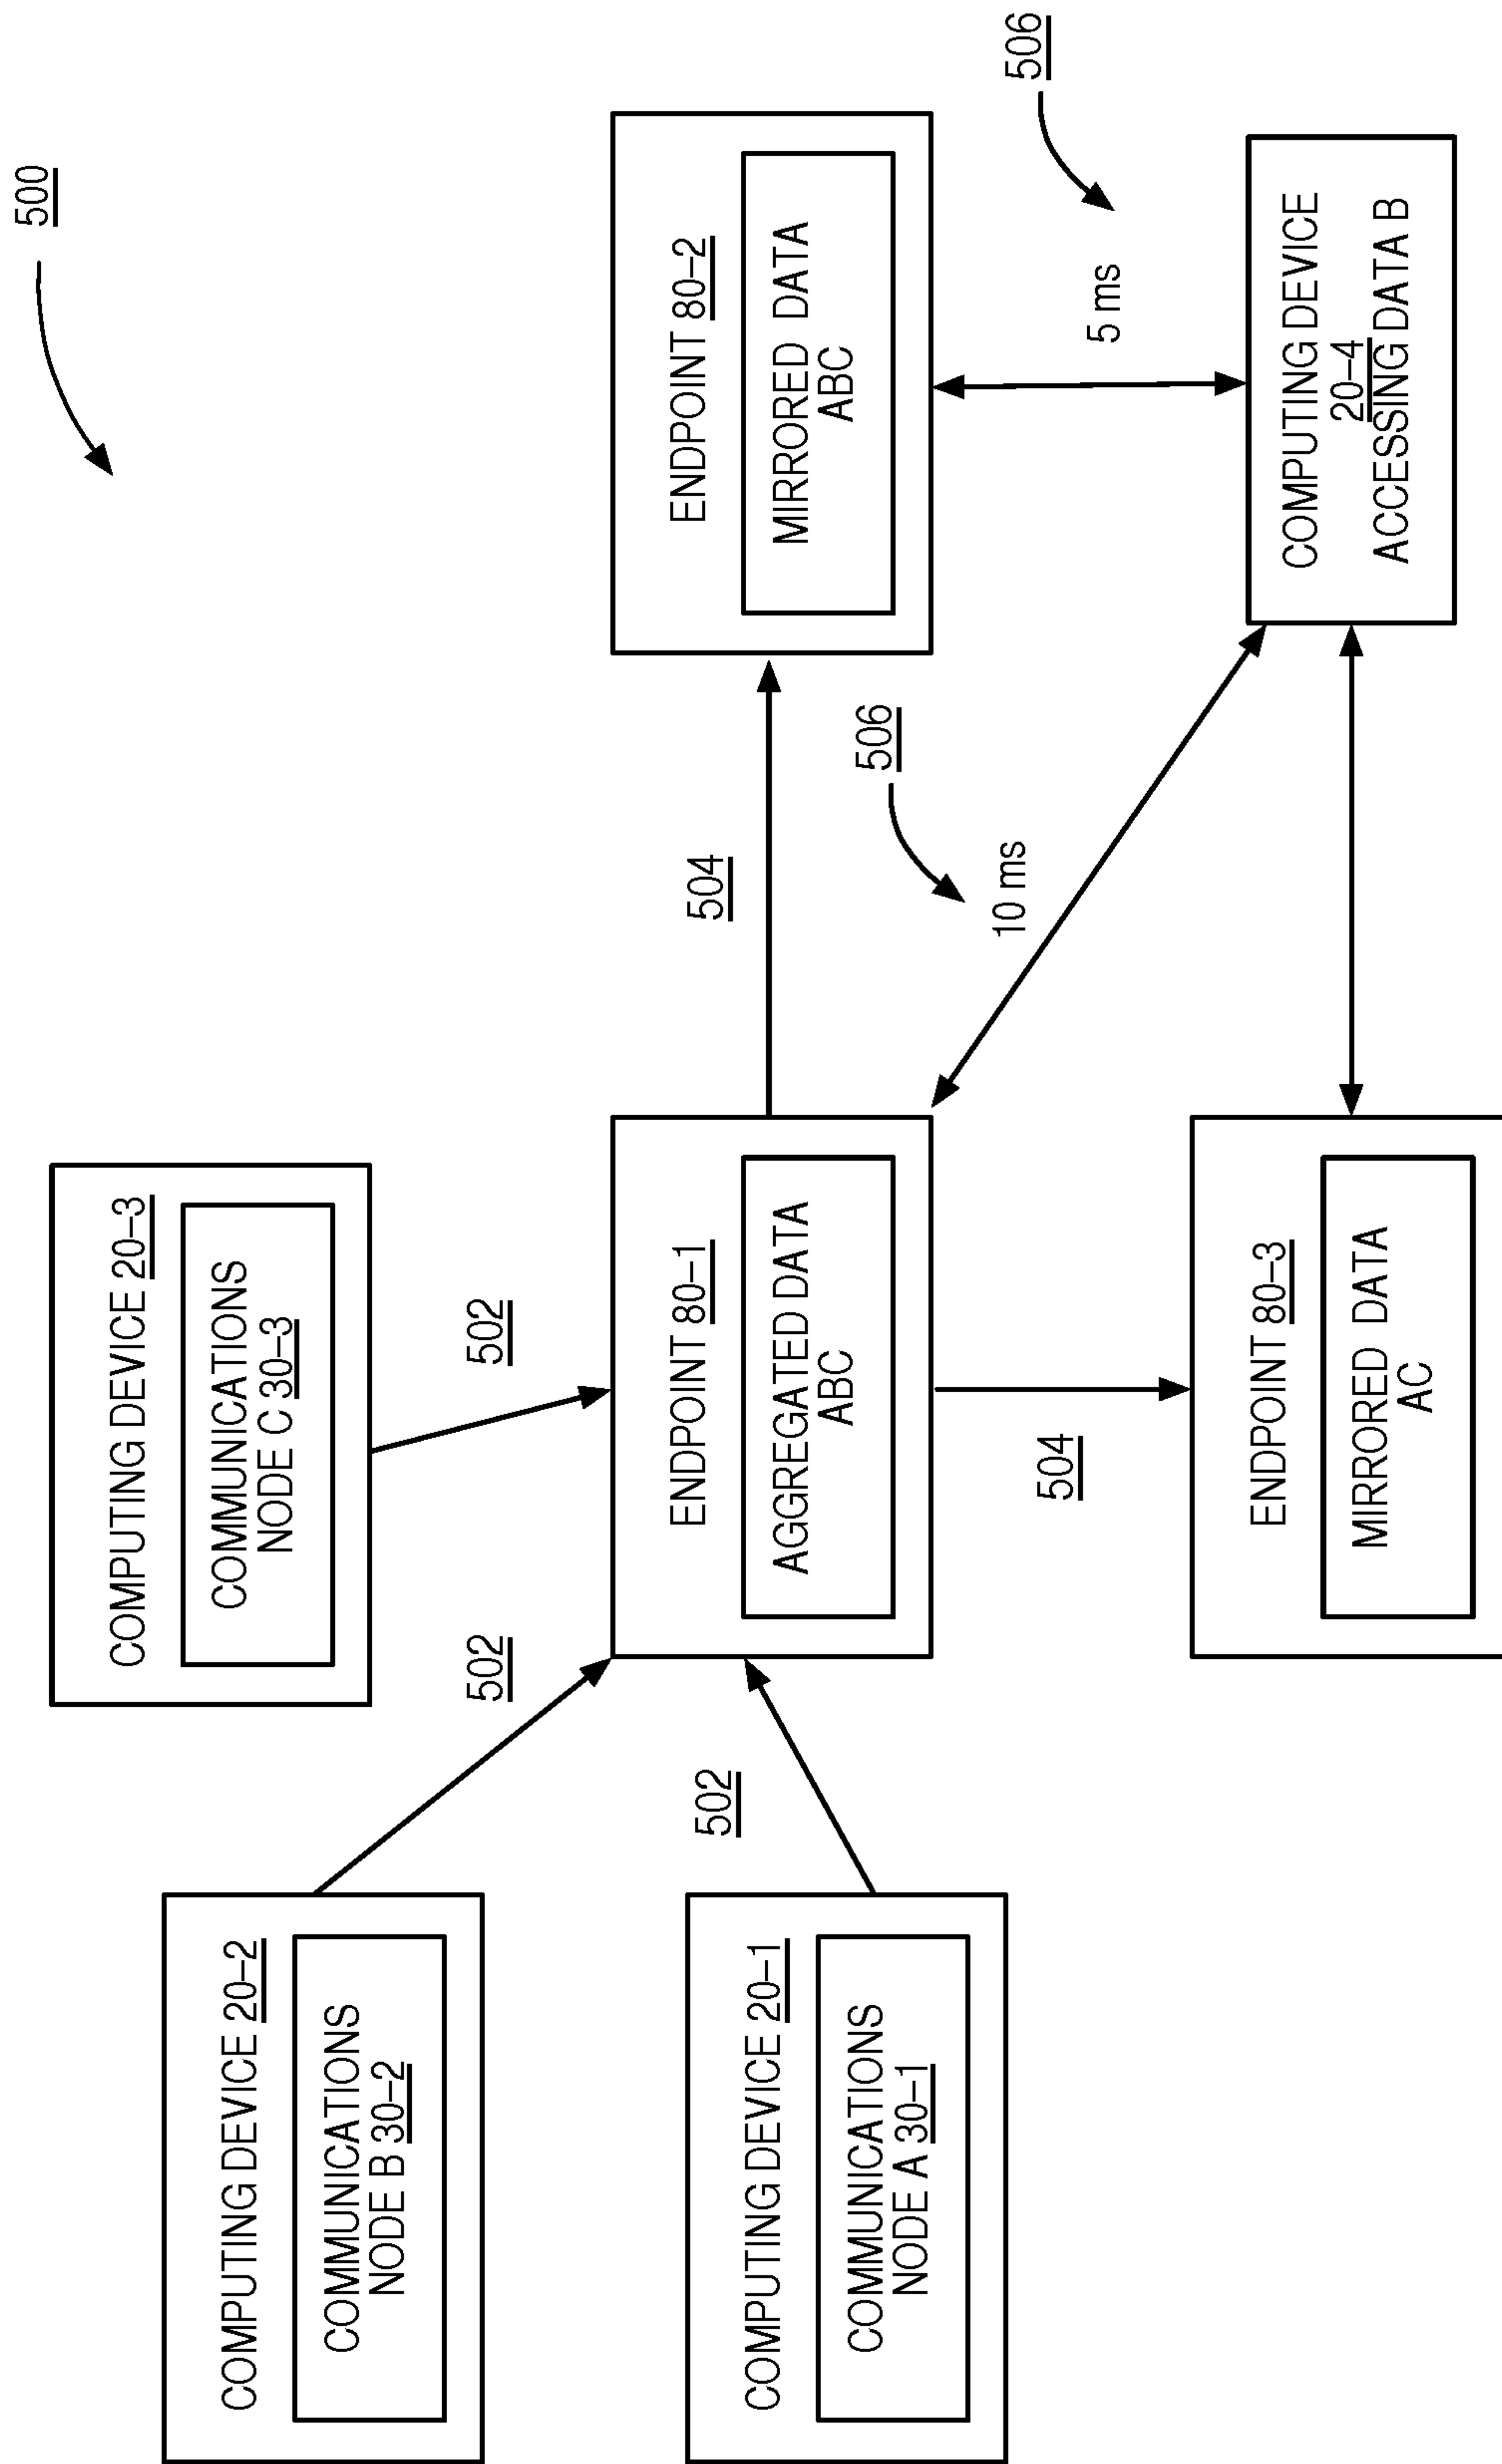 500
COMPUTING DEVICE 20–3
COMMUNICATIONS
NODE C 30–3
COMPUTING DEVICE 20–2
COMMUNICATIONS
NODE B 30–2
502
502
COMPUTING DEVICE 20–1
COMMUNICATIONS
NODE A 30–1
502
ENDPOINT 80–1
AGGREGATED DATA
ABC
504
ENDPOINT 80–2
MIRRORED DATA
ABC
506
10 ms
506
5 ms
504
ENDPOINT 80–3
MIRRORED DATA
AC
COMPUTING DEVICE
20–4
ACCESSING DATA B